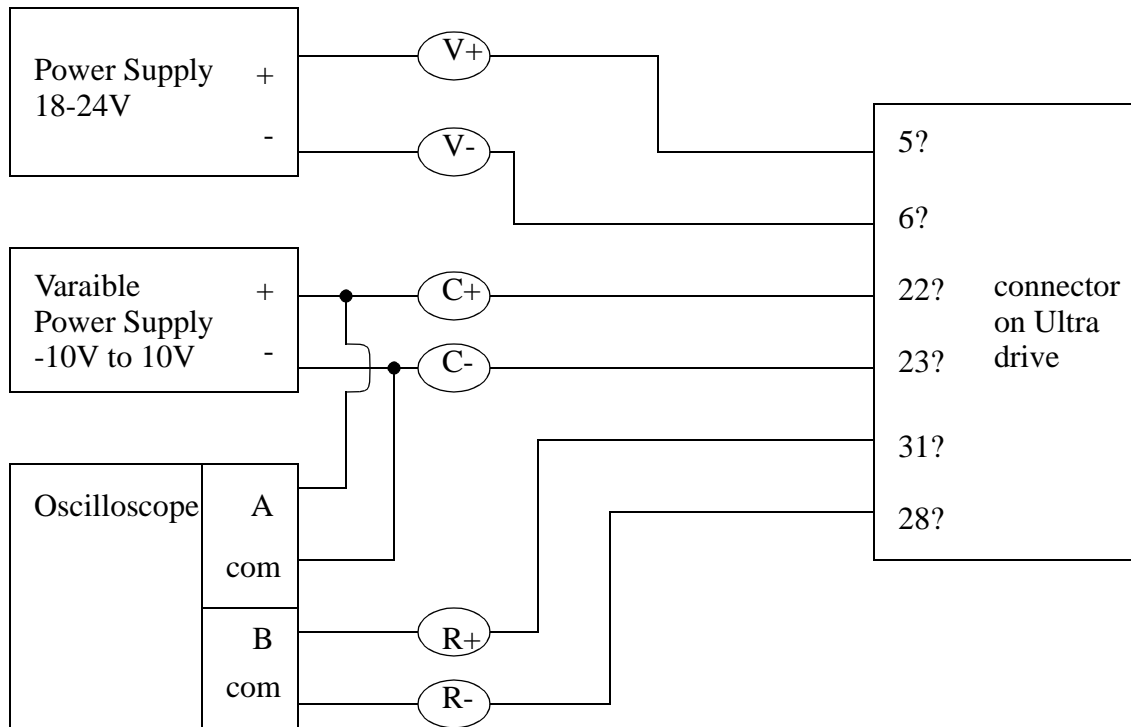 Power Supply
18-24V
+
-
V+
V-
5?
6?
Varaible
Power Supply
-10V to 10V
+
-
C+
C-
22?
23?
31?
28?
connector
on Ultra
drive
Oscilloscope
A
com
B
com
R+
R-